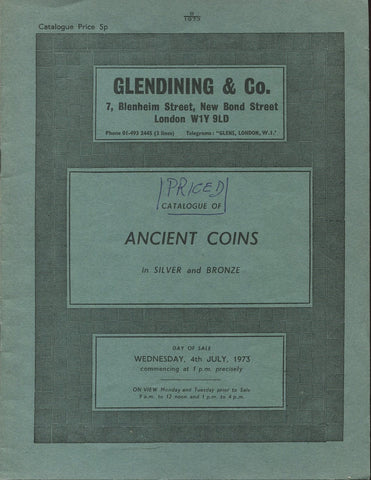 Catalogue Price 5p
11
1973
GLENDINING & Co.
7, Blenheim Street, New Bond Street
London W1Y 9LD
Phone 01-493 2445 (3 lines) Telegrams: "GLENS, LONDON, W.1."
PRICED
CATALOGUE OF
ANCIENT COINS
in SILVER and BRONZE
DAY OF SALE
WEDNESDAY, 4th JULY, 1973
commencing at 1 p.m. precisely
ON VIEW Monday and Tuesday prior to Sale
9 a.m. to 12 noon and 1 p.m. to 4 p.m.